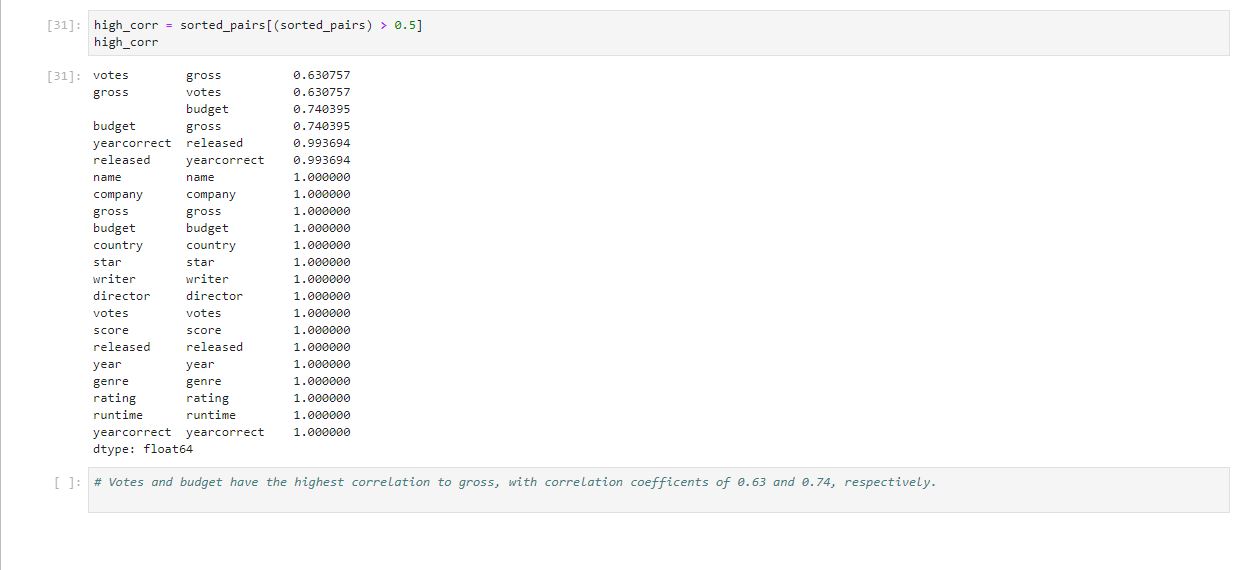 [31]: high_corr = sorted_pairs[(sorted_pairs) > 0.5]
high_corr
[31]: votes gross 0.630757
gross votes 0.630757
budget 0.740395
budget gross 0.740395
yearcorrect released 0.993694
released yearcorrect 0.993694
name name 1.000000
company company 1.000000
gross gross 1.000000
budget budget 1.000000
country country 1.000000
star star 1.000000
writer writer 1.000000
director director 1.000000
votes votes 1.000000
score score 1.000000
released released 1.000000
year year 1.000000
genre genre 1.000000
rating rating 1.000000
runtime runtime 1.000000
yearcorrect yearcorrect 1.000000
dtype: float64
[ ]: # Votes and budget have the highest correlation to gross, with correlation coefficents of 0.63 and 0.74, respectively.